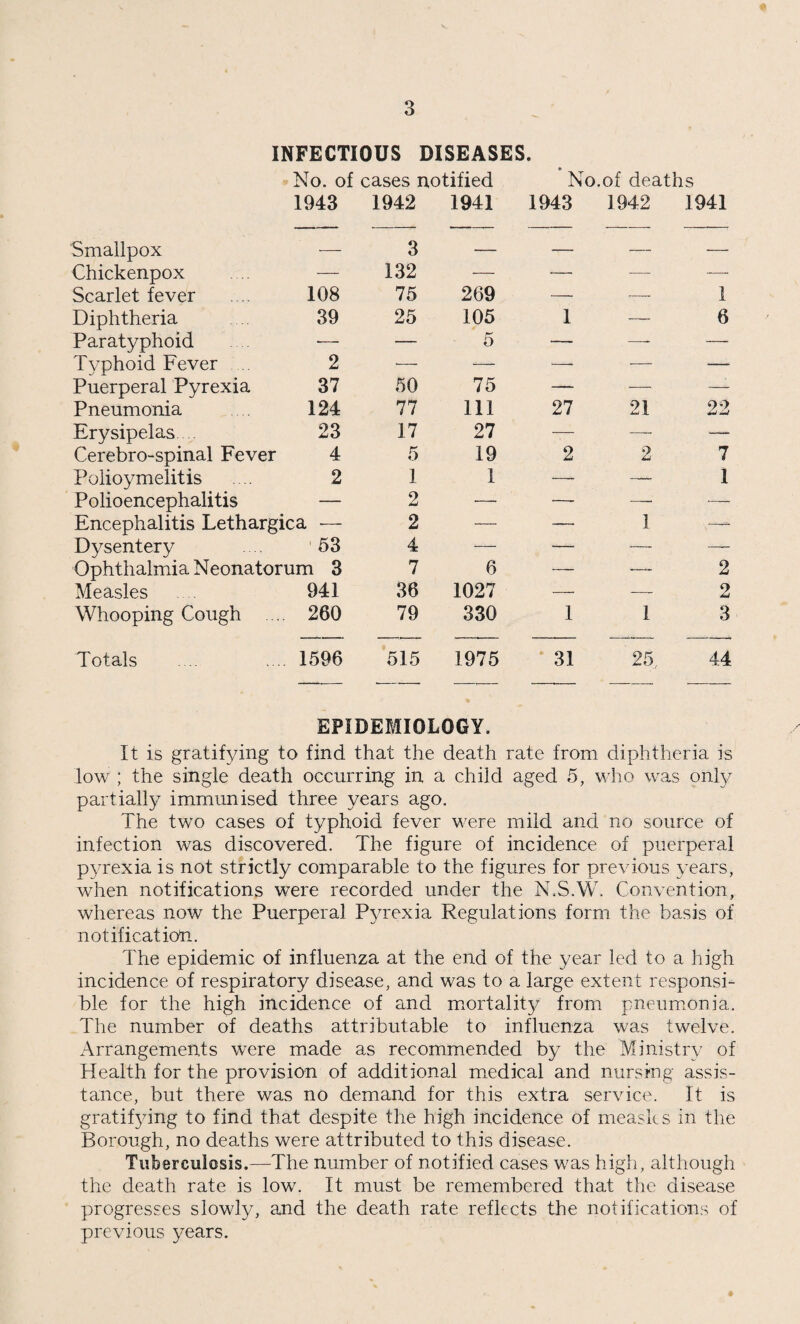 3
INFECTIOUS DISEASES.
No. of cases notified No.of deaths
1943 1942 1941 1943 1942 1941
Smallpox — 3 — — — —
Chickenpox .... — 132 — — — —
Scarlet fever .... 108 75 269 — — 1
Diphtheria .... 39 25 105 1 — 6
Paratyphoid .... — — 5 — — —
Typhoid Fever ... 2 — — — — —
Puerperal Pyrexia 37 50 75 — — —
Pneumonia .... 124 77 111 27 21 22
Erysipelas.... 23 17 27 — — —
Cerebro-spinal Fever 4 5 19 2 2 7
Polioymelitis .... 2 1 1 — — 1
Polioencephalitis — 2 — — — —
Encephalitis Lethargica — 2 — — 1 —
Dysentery .... 53 4 — — — —
Ophthalmia Neonatorum 3 7 6 — — 2
Measles .... 941 36 1027 — — 2
Whooping Cough .... 260 79 330 1 1 3
Totals .... .... 1596 515 1975 31 25 44
EPIDEMIOLOGY.
It is gratifying to find that the death rate from diphtheria is
low ; the single death occurring in a child aged 5, who was only
partially immunised three years ago.
The two cases of typhoid fever were mild and no source of
infection was discovered. The figure of incidence of puerperal
pyrexia is not strictly comparable to the figures for previous years,
when notifications were recorded under the N.S.W. Convention,
whereas now the Puerperal Pyrexia Regulations form the basis of
notification.
The epidemic of influenza at the end of the year led to a high
incidence of respiratory disease, and was to a large extent responsi-
ble for the high incidence of and mortality from pneumonia.
The number of deaths attributable to influenza was twelve.
Arrangements were made as recommended by the Ministry of
Health for the provision of additional medical and nursing assis-
tance, but there was no demand for this extra service. It is
gratifying to find that despite the high incidence of measles in the
Borough, no deaths were attributed to this disease.
Tuberculosis.—The number of notified cases was high, although
the death rate is low. It must be remembered that the disease
progresses slowly, and the death rate reflects the notifications of
previous years.